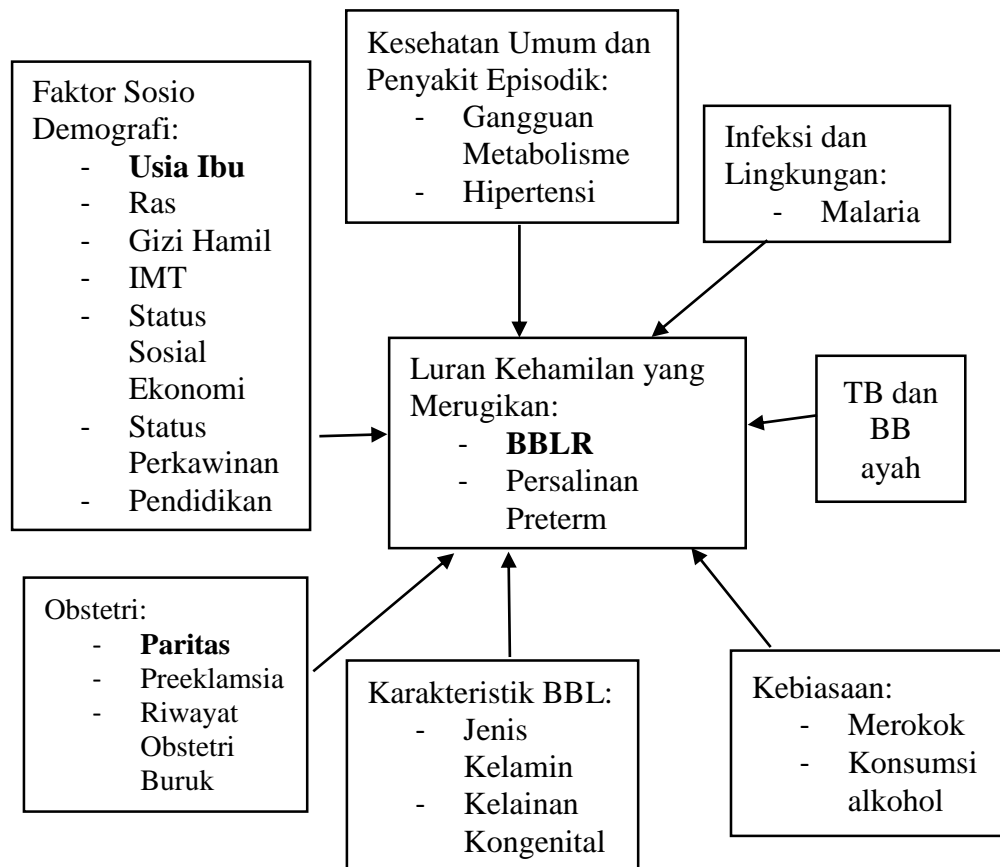 Kesehatan Umum dan
Penyakit Episodik:
- Gangguan
Metabolisme
- Hipertensi
Faktor Sosio
Demografi:
- Usia Ibu
- Ras
- Gizi Hamil
- IMT
- Status
Sosial
Ekonomi
- Status
Perkawinan
- Pendidikan
Infeksi dan
Lingkungan:
- Malaria
Luran Kehamilan yang
Merugikan:
- BBLR
- Persalinan
Preterm
TB dan
BB
ayah
Obstetri:
- Paritas
- Preeklamsia
- Riwayat
Obstetri
Buruk
Karakteristik BBL:
- Jenis
Kelamin
- Kelainan
Kongenital
Kebiasaan:
- Merokok
- Konsumsi
alkohol